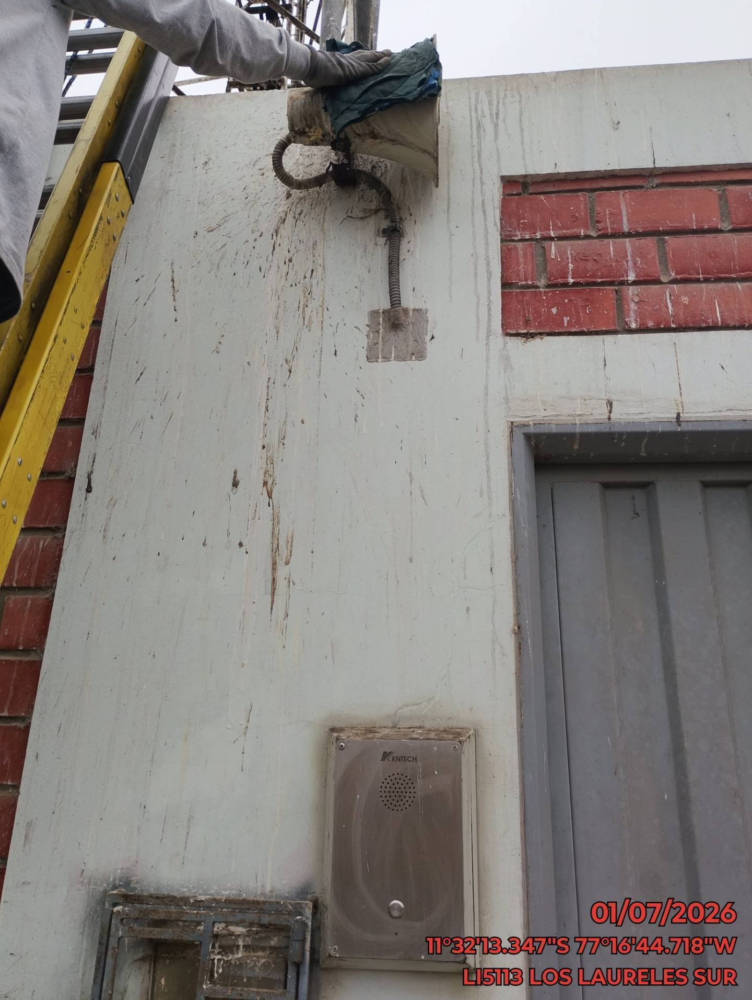 KNTECH
01/07/2026
11°32'13.347"S 77°16'44.718"W
LI5113 LOS LAURELES SUR